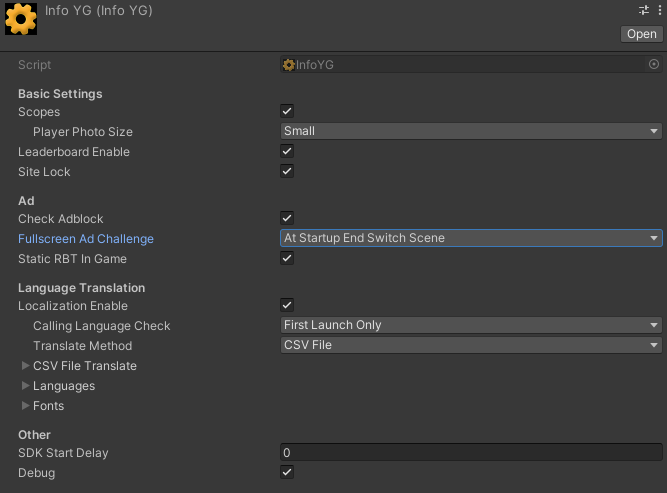 Info YG (Info YG)
Open
Script InfoYG
Basic Settings
Scopes
Player Photo Size Small
Leaderboard Enable
Site Lock
Ad
Check Adblock
Fullscreen Ad Challenge At Startup End Switch Scene
Static RBT In Game
Language Translation
Localization Enable
Calling Language Check First Launch Only
Translate Method CSV File
CSV File Translate
Languages
Fonts
Other
SDK Start Delay 0
Debug